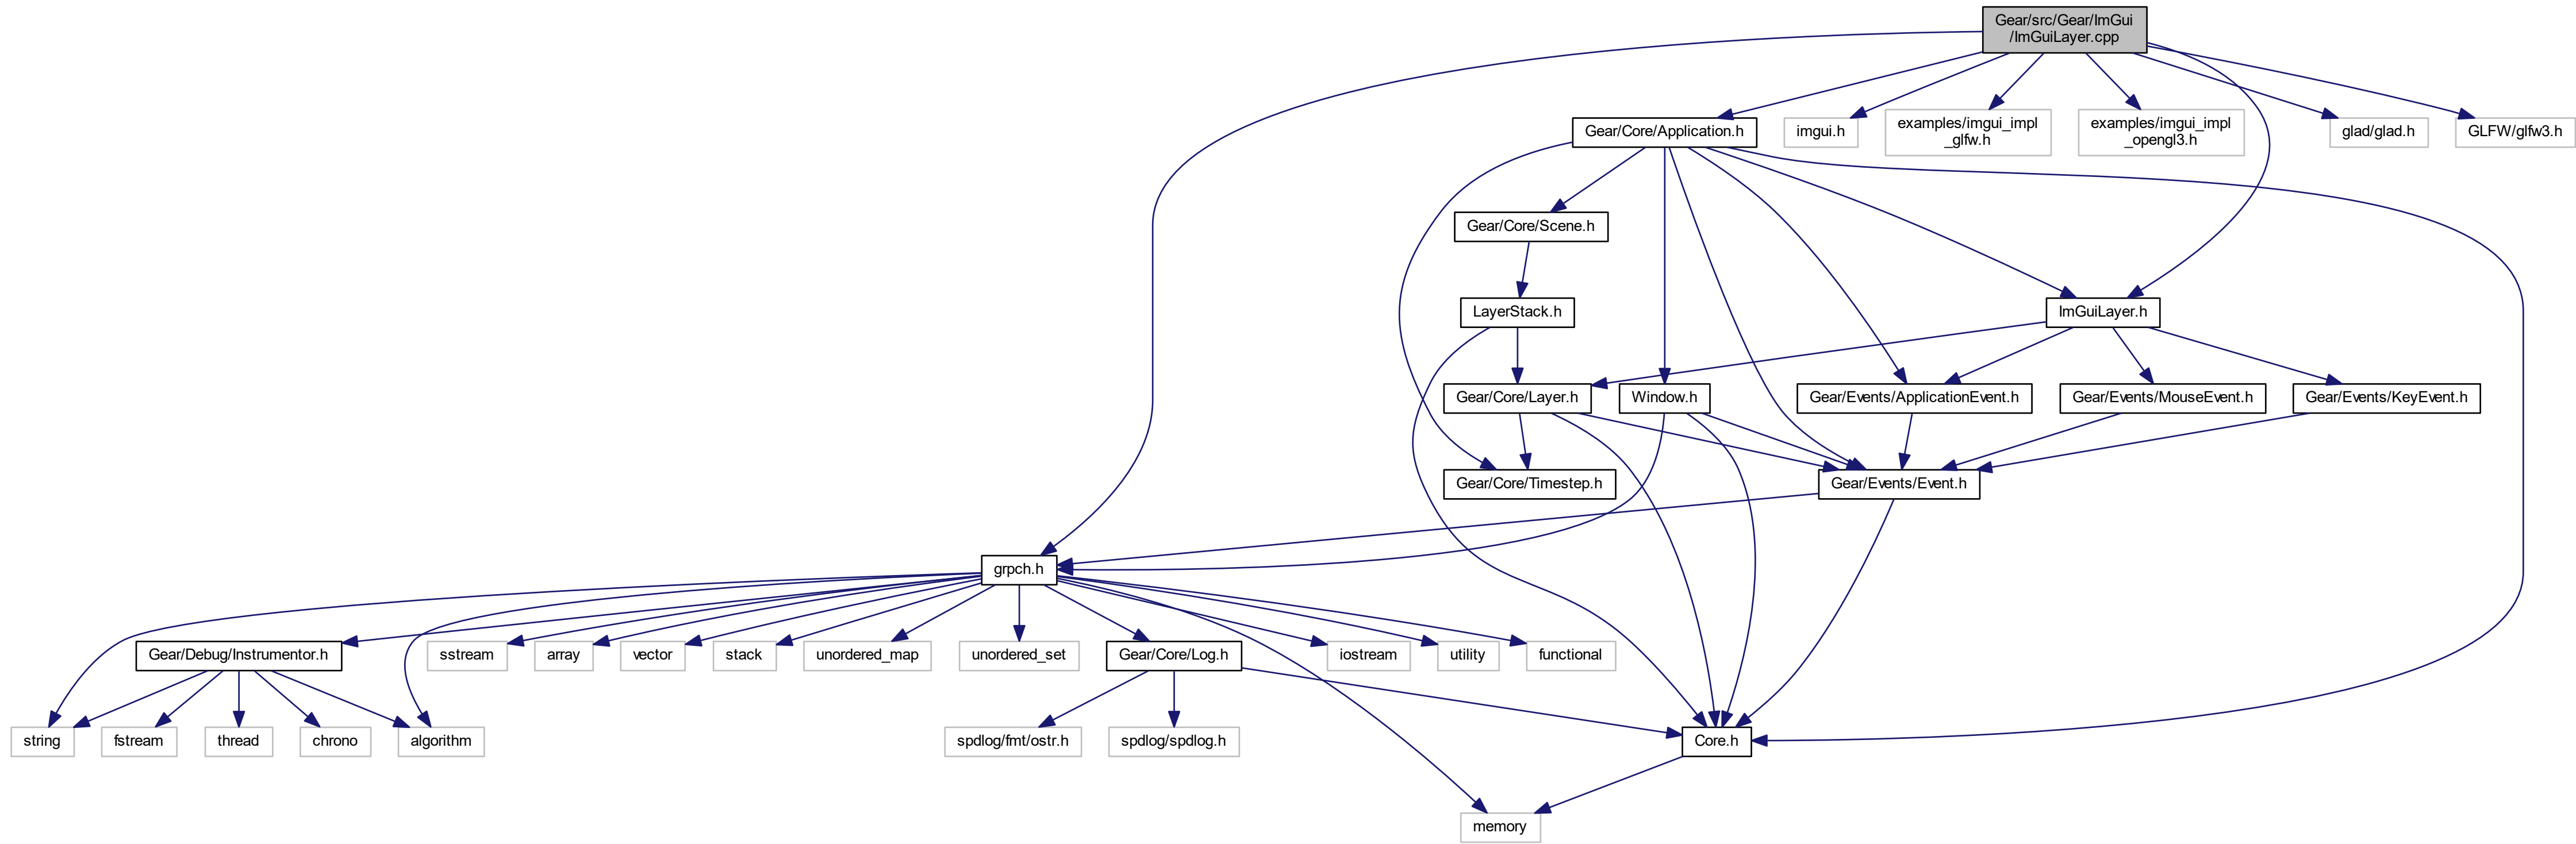 Gear/src/Gear/ImGui
/ImGuiLayer.cpp
Gear/Core/Application.h
imgui.h
examples/imgui_impl
_glfw.h
examples/imgui_impl
_opengl3.h
glad/glad.h
GLFW/glfw3.h
Gear/Core/Scene.h
LayerStack.h
ImGuiLayer.h
Gear/Core/Layer.h
Window.h
Gear/Events/ApplicationEvent.h
Gear/Events/MouseEvent.h
Gear/Events/KeyEvent.h
Gear/Core/Timestep.h
Gear/Events/Event.h
grpch.h
Gear/Debug/Instrumentor.h
sstream
array
vector
stack
unordered_map
unordered_set
Gear/Core/Log.h
iostream
utility
functional
string
fstream
thread
chrono
algorithm
spdlog/fmt/ostr.h
spdlog/spdlog.h
Core.h
memory